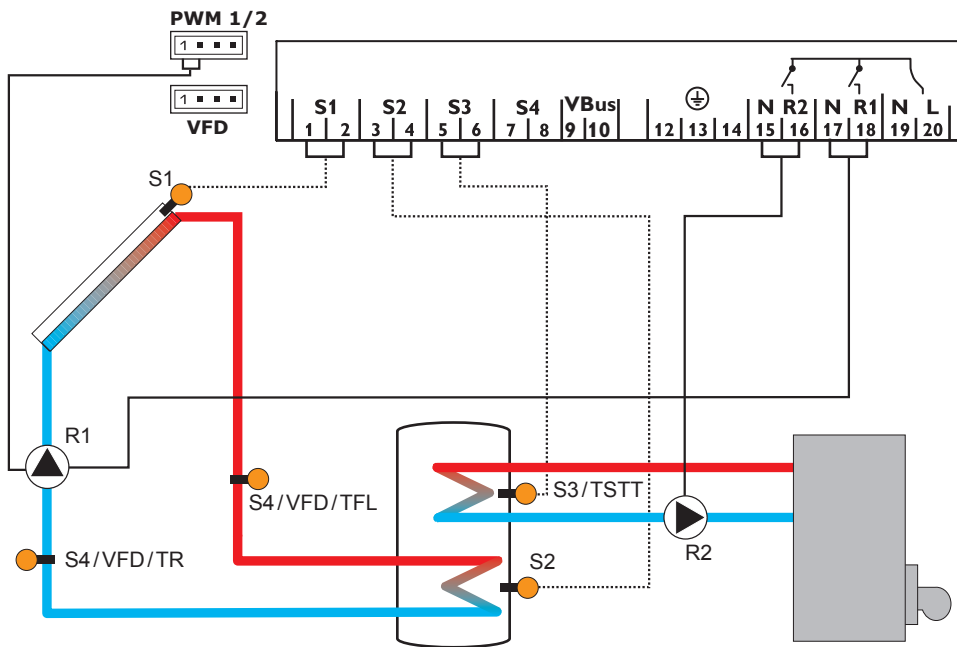 PWM 1/2
1
1
VFD
S1 S2 S3 S4 VBus N R2 N R1 N L
1 2 3 4 5 6 7 8 9 10 12 13 14 15 16 17 18 19 20
S1
R1
S4/VFD/TFL
S3/TSTT
R2
S4/VFD/TR
S2